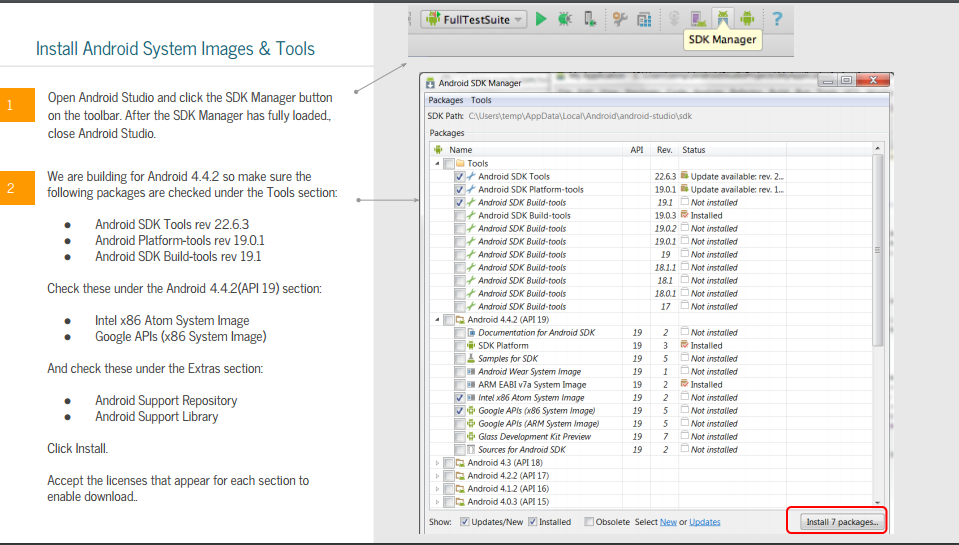 FullTestSuite
SDK Manager
Install Android System Images & Tools
1
Open Android Studio and click the SDK Manager button
on the toolbar. After the SDK Manager has fully loaded.,
close Android Studio.
2
We are building for Android 4.4.2 so make sure the
following packages are checked under the Tools section:
● Android SDK Tools rev 22.6.3
● Android Platform-tools rev 19.0.1
● Android SDK Build-tools rev 19.1
Check these under the Android 4.4.2(API 19) section:
● Intel x86 Atom System Image
● Google APIs (x86 System Image)
And check these under the Extras section:
● Android Support Repository
● Android Support Library
Click Install.
Accept the licenses that appear for each section to
enable download..
Android SDK Manager
Packages Tools
SDK Path: C:\Users\temp\AppData\Local\Android\android-studio\sdk
Packages
Name API Rev. Status
Tools
Android SDK Tools 22.6.3 Update available: rev. 2...
Android SDK Platform-tools 19.0.1 Update available: rev. 1...
Android SDK Build-tools 19.1 Not installed
Android SDK Build-tools 19.0.3 Installed
Android SDK Build-tools 19.0.2 Not installed
Android SDK Build-tools 19.0.1 Not installed
Android SDK Build-tools 19 Not installed
Android SDK Build-tools 18.1.1 Not installed
Android SDK Build-tools 18.1 Not installed
Android SDK Build-tools 18.0.1 Not installed
Android SDK Build-tools 17 Not installed
Android 4.4.2 (API 19)
Documentation for Android SDK 19 2 Not installed
SDK Platform 19 3 Installed
Samples for SDK 19 5 Not installed
Android Wear System Image 19 1 Not installed
ARM EABI v7a System Image 19 2 Installed
Intel x86 Atom System Image 19 2 Not installed
Google APIs (x86 System Image) 19 5 Not installed
Google APIs (ARM System Image) 19 5 Not installed
Glass Development Kit Preview 19 7 Not installed
Sources for Android SDK 19 2 Not installed
Android 4.3 (API 18)
Android 4.2.2 (API 17)
Android 4.1.2 (API 16)
Android 4.0.3 (API 15)
Show: Updates/New Installed Obsolete Select New or Updates
Install 7 packages...